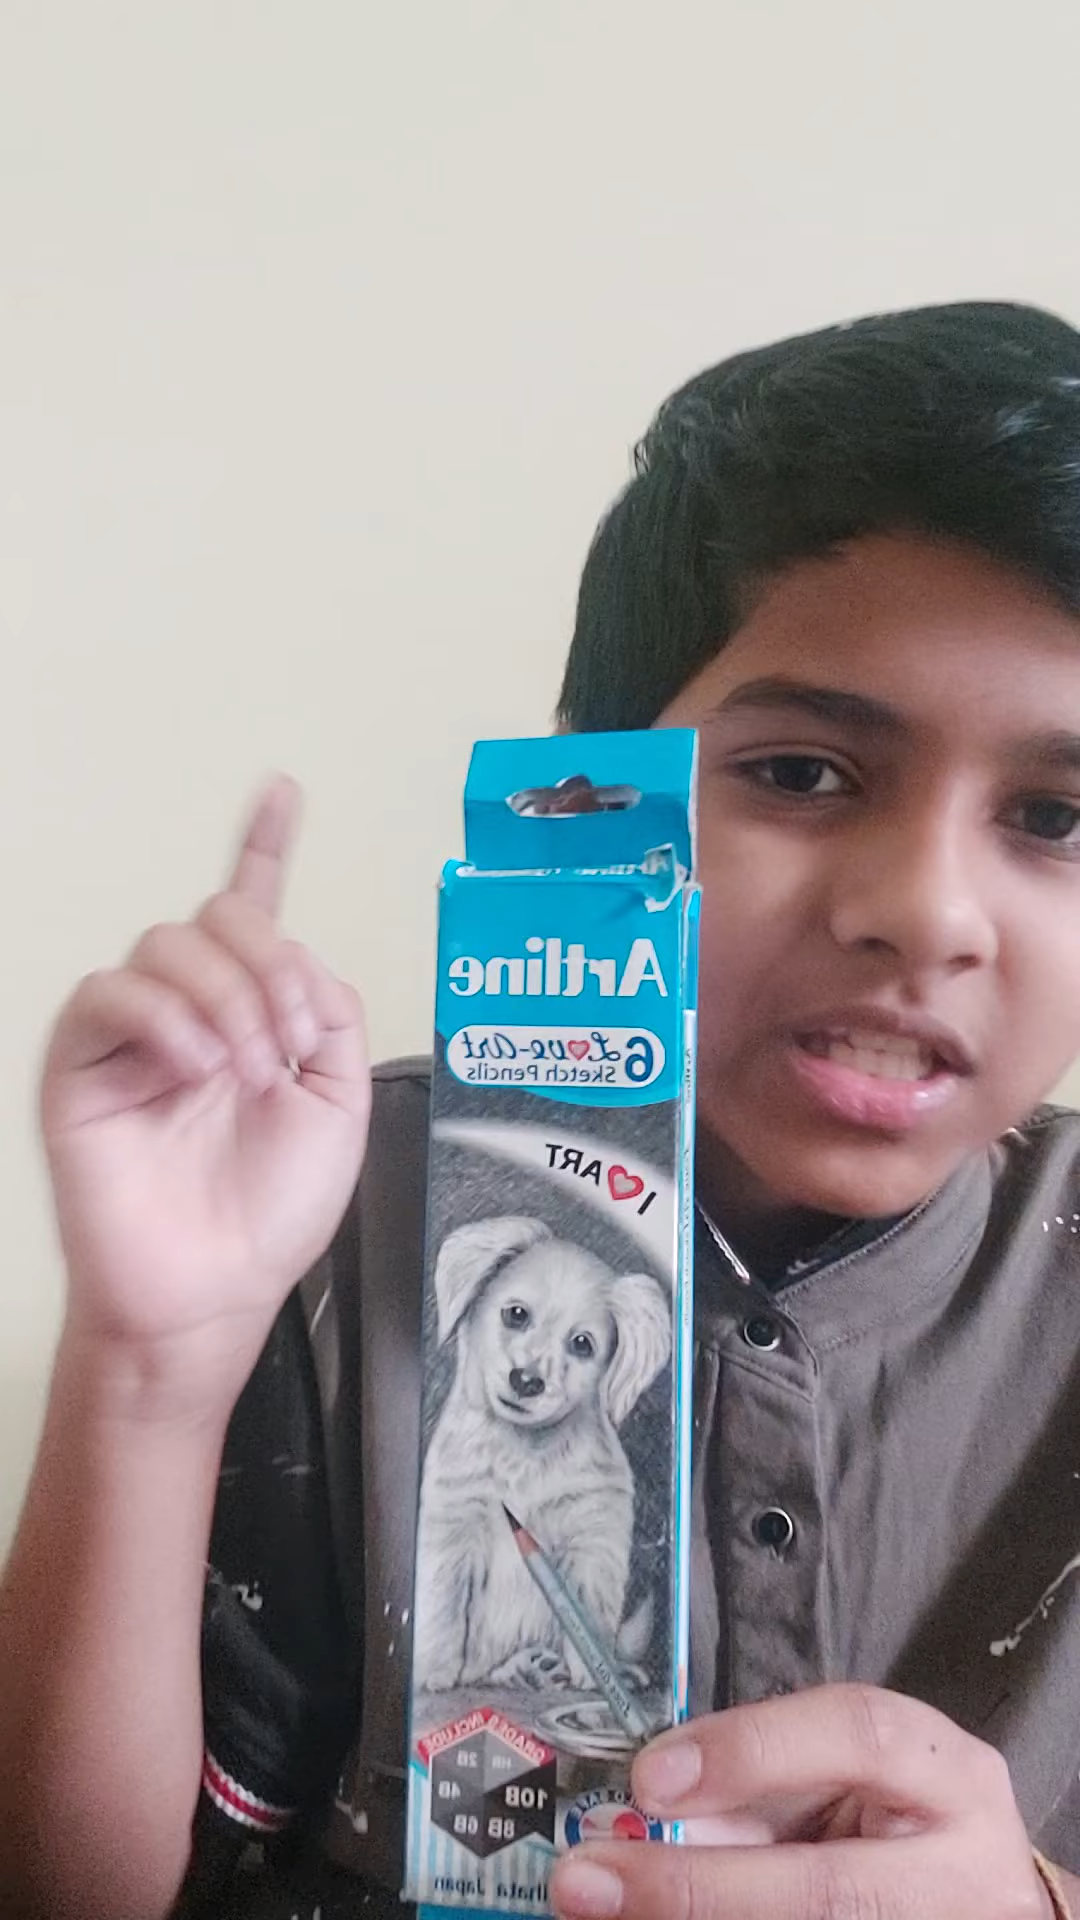 Artline
6 Love-Art
Sketch Pencils
I ART
GRADES INCLUDE
HB 2B
10B 4B
8B 6B
Japan